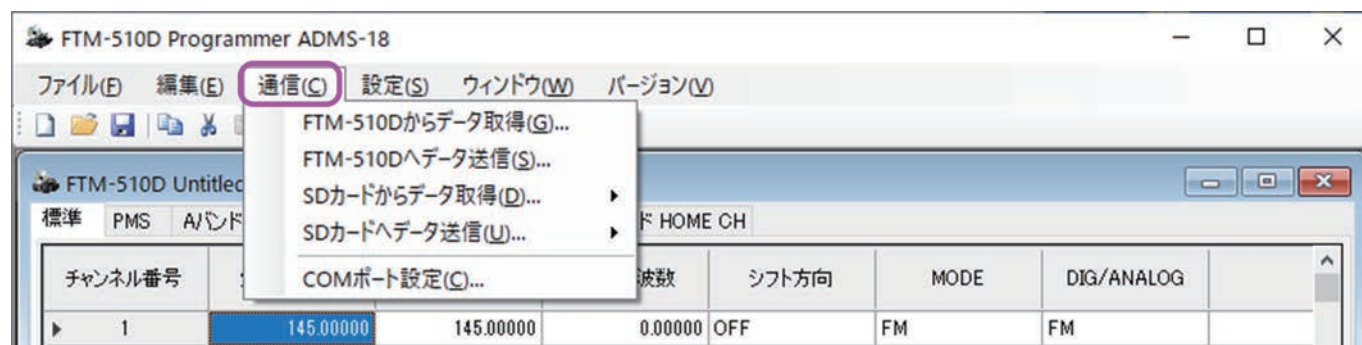 FTM-510D Programmer ADMS-18
ファイル(F) 編集(E) 通信(C) 設定(S) ウィンドウ(W) バージョン(V)
FTM-510Dからデータ取得(G)...
FTM-510Dへデータ送信(S)...
SDカードからデータ取得(D)...
SDカードへデータ送信(U)...
COMポート設定(C)...
FTM-510D
標準 PMS HOME CH
チャンネル番号 シフト方向 MODE DIG/ANALOG
1 145.00000 145.00000 0.00000 OFF FM FM